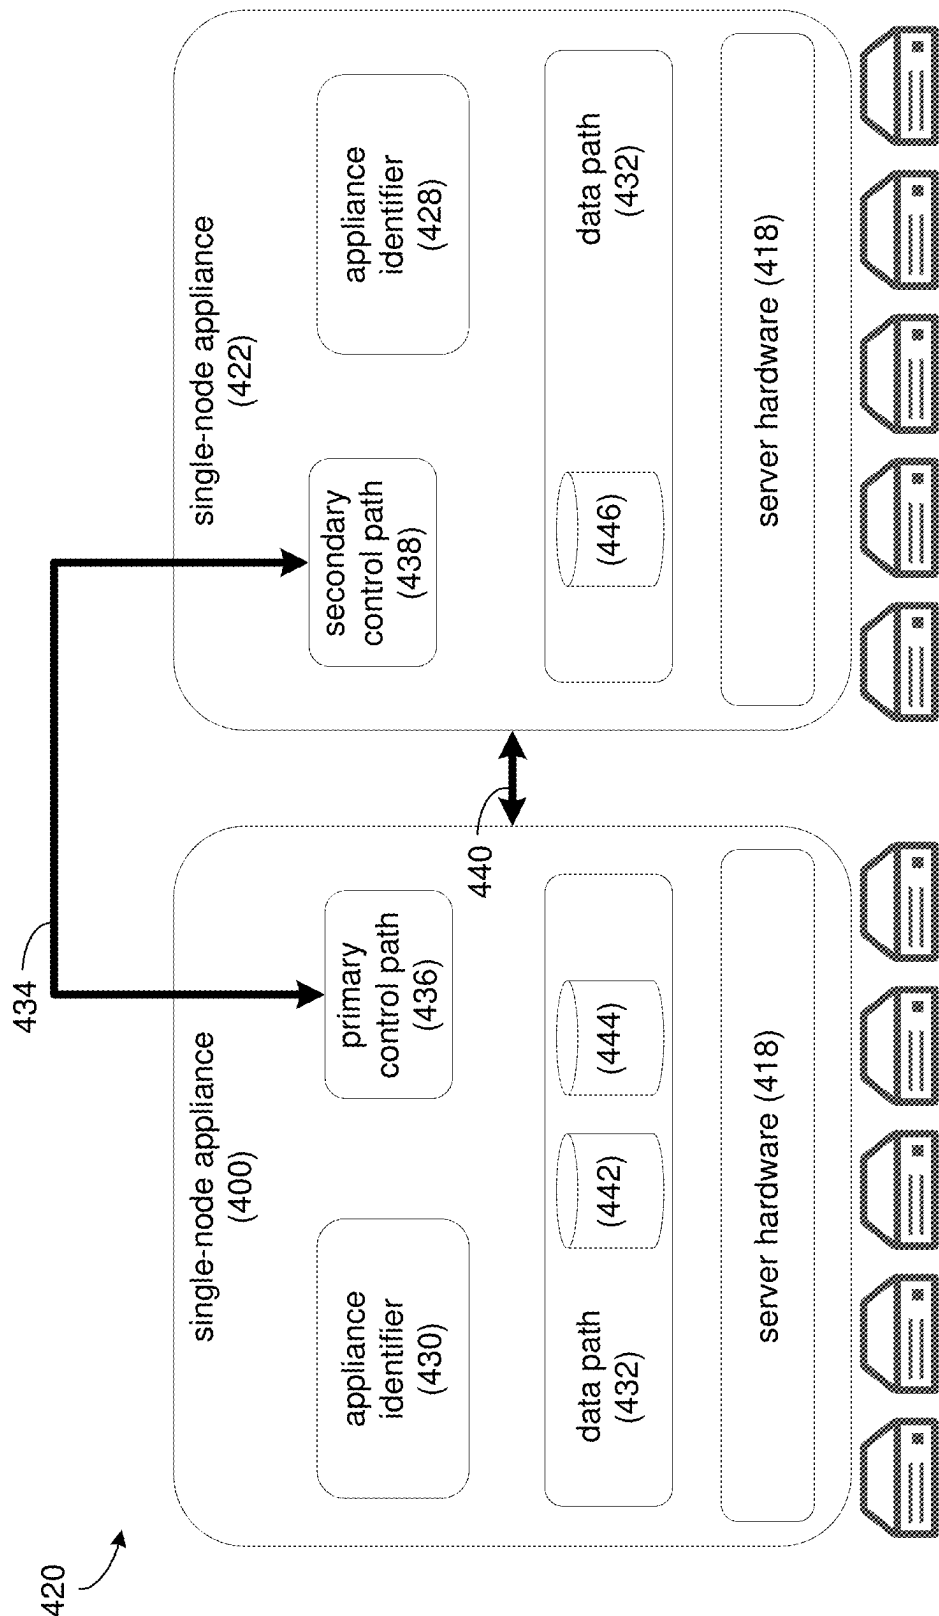 420
434
single-node appliance
(400)
appliance
identifier
(430)
primary
control path
(436)
data path
(432)
(442)
(444)
server hardware (418)
440
single-node appliance
(422)
secondary
control path
(438)
appliance
identifier
(428)
(446)
data path
(432)
server hardware (418)